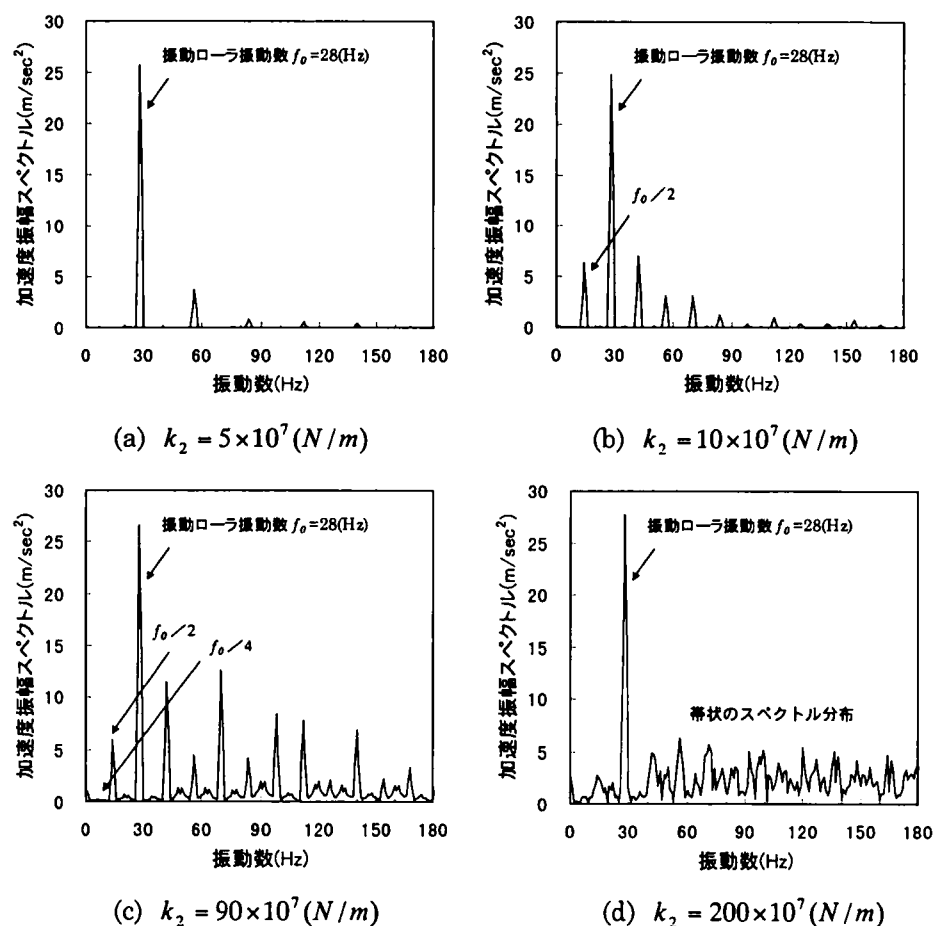 加速度振幅スペクトル(m/sec²)
30
25
20
15
10
5
0
振動ローラ振動数 f₀=28(Hz)
0 30 60 90 120 150 180
振動数(Hz)
(a) k₂ = 5×10⁷(N/m)
加速度振幅スペクトル(m/sec²)
30
25
20
15
10
5
0
振動ローラ振動数 f₀=28(Hz)
f₀／2
0 30 60 90 120 150 180
振動数(Hz)
(b) k₂ = 10×10⁷(N/m)
加速度振幅スペクトル(m/sec²)
30
25
20
15
10
5
0
振動ローラ振動数 f₀=28(Hz)
f₀／2
f₀／4
0 30 60 90 120 150 180
振動数(Hz)
(c) k₂ = 90×10⁷(N/m)
加速度振幅スペクトル(m/sec²)
30
25
20
15
10
5
0
振動ローラ振動数 f₀=28(Hz)
帯状のスペクトル分布
0 30 60 90 120 150 180
振動数(Hz)
(d) k₂ = 200×10⁷(N/m)